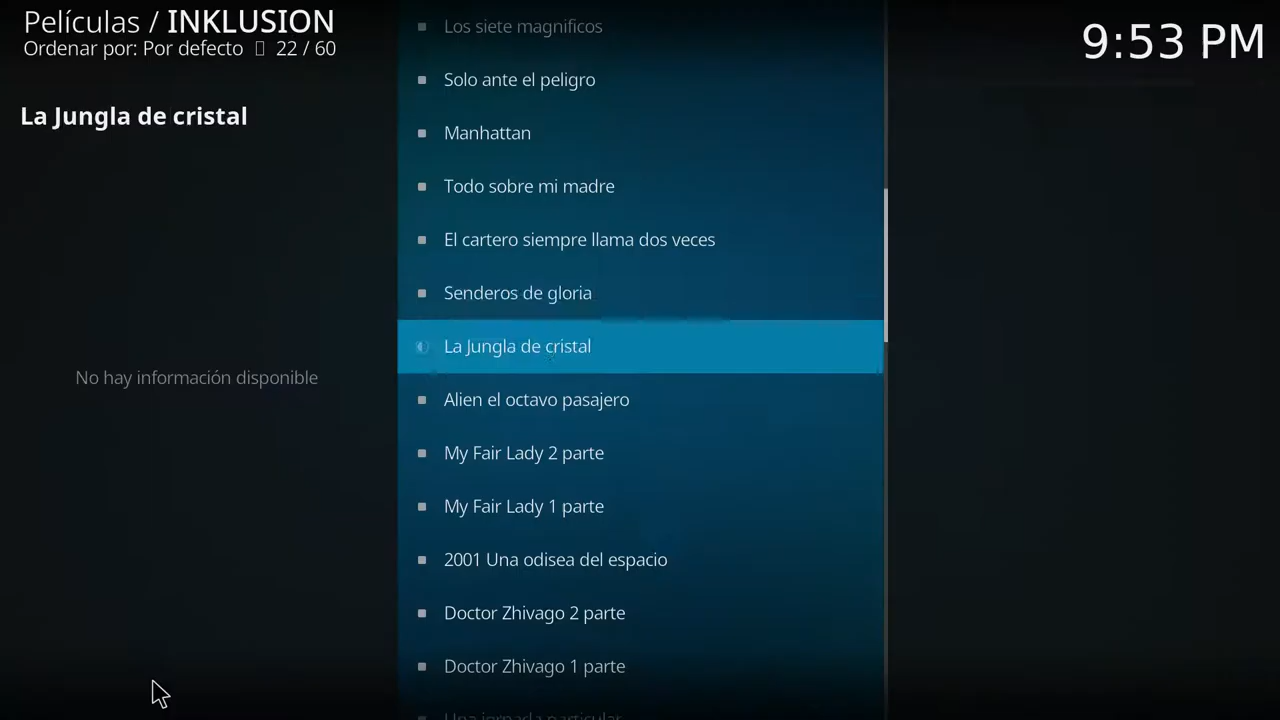 Películas / INKLUSION
Ordenar por: Por defecto 22 / 60
9:53 PM
La Jungla de cristal
No hay información disponible
Los siete magnificos
Solo ante el peligro
Manhattan
Todo sobre mi madre
El cartero siempre llama dos veces
Senderos de gloria
La Jungla de cristal
Alien el octavo pasajero
My Fair Lady 2 parte
My Fair Lady 1 parte
2001 Una odisea del espacio
Doctor Zhivago 2 parte
Doctor Zhivago 1 parte
Una jornada particular